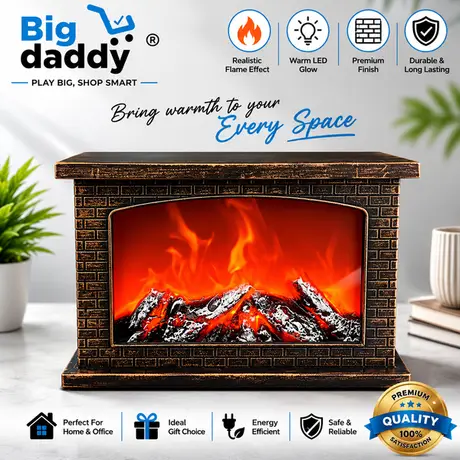 Big
daddy ®
PLAY BIG, SHOP SMART
Realistic
Flame Effect
Warm LED
Glow
Premium
Finish
Durable &
Long Lasting
Bring warmth to your
Every Space
Perfect For
Home & Office
Ideal
Gift Choice
Energy
Efficient
Safe &
Reliable
PREMIUM
QUALITY
100%
SATISFACTION